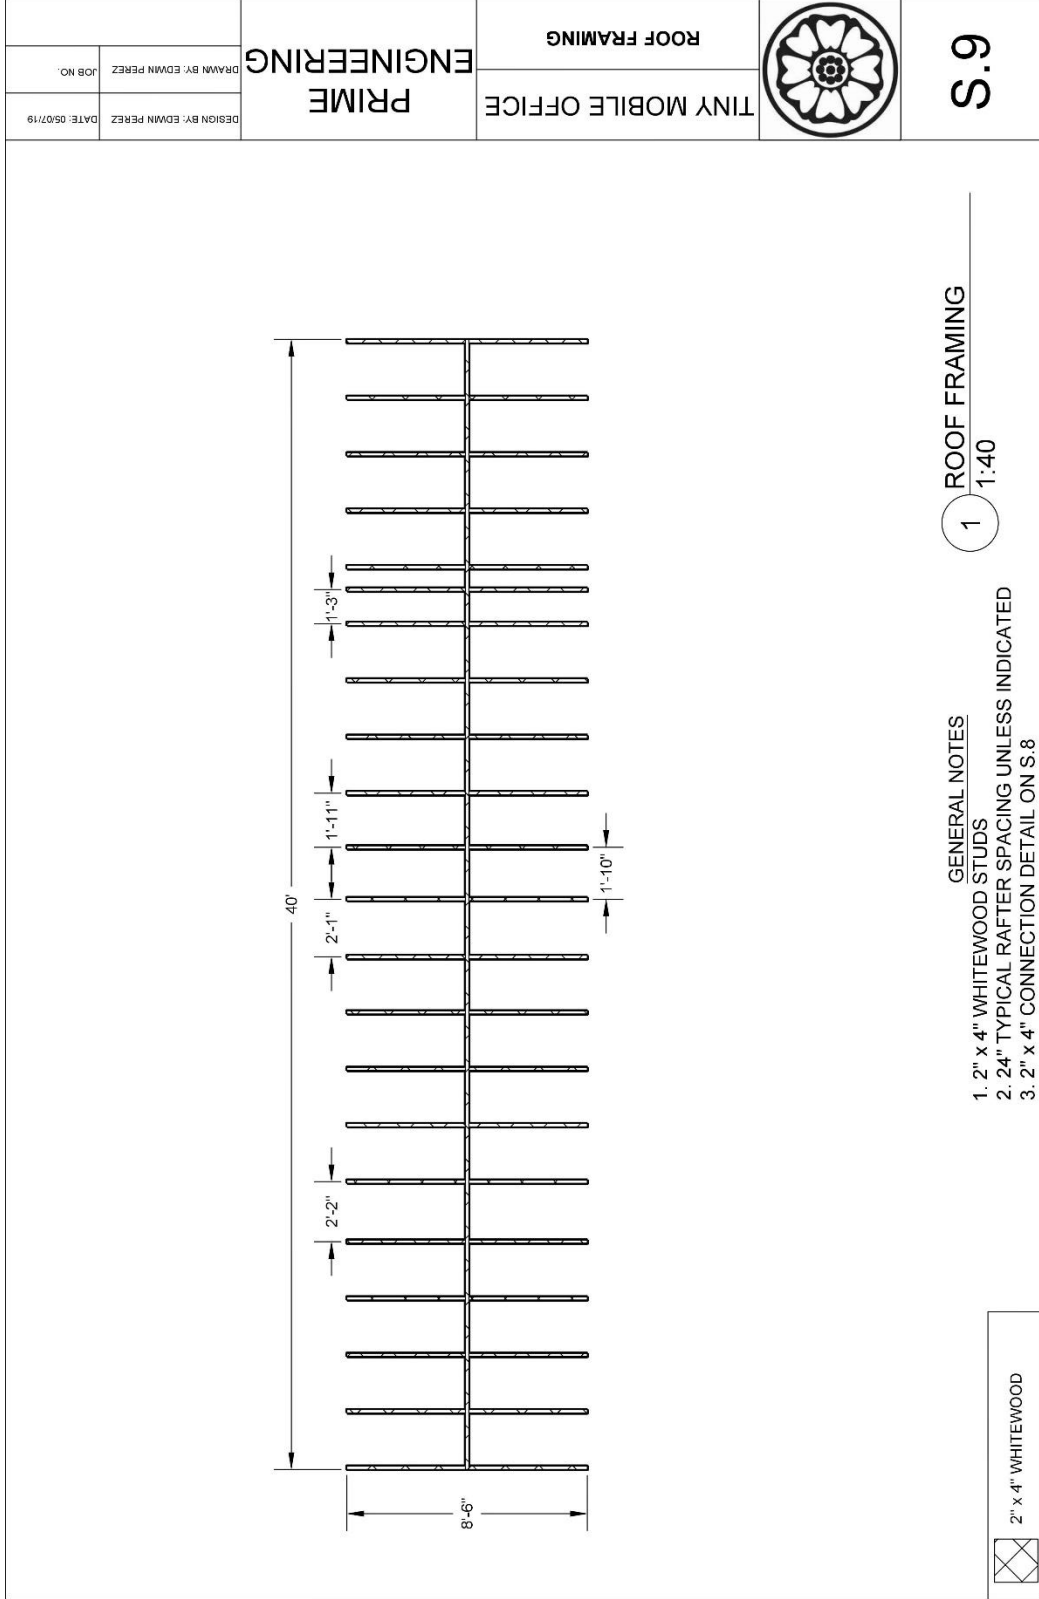 JOB NO.
DRAWN BY: EDWIN PEREZ
DATE: 05/07/19
DESIGN BY: EDWIN PEREZ
PRIME
ENGINEERING
TINY MOBILE OFFICE
ROOF FRAMING
S.9
40'
8'-6"
2'-2"
2'-1"
1'-11"
1'-3"
1'-10"
1
ROOF FRAMING
1:40
GENERAL NOTES
1. 2" x 4" WHITEWOOD STUDS
2. 24" TYPICAL RAFTER SPACING UNLESS INDICATED
3. 2" x 4" CONNECTION DETAIL ON S.8
2" x 4" WHITEWOOD